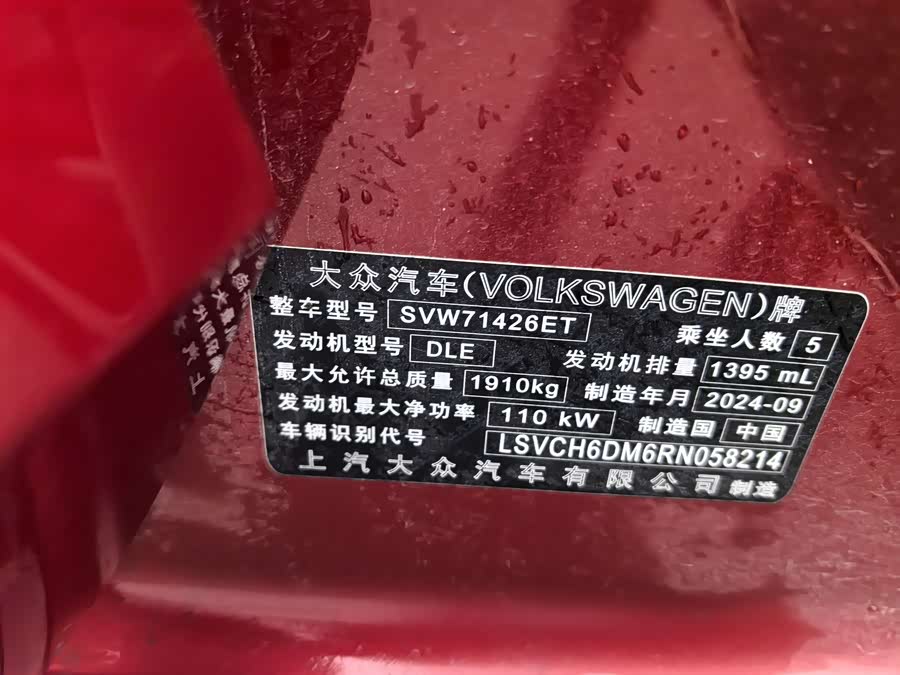 大众汽车(VOLKSWAGEN)牌
整车型号 SVW71426ET 乘坐人数 5
发动机型号 DLE 发动机排量 1395 mL
最大允许总质量 1910kg 制造年月 2024-09
发动机最大净功率 110 kW 制造国 中国
车辆识别代号 LSVCH6DM6RN058214
上汽大众汽车有限公司 制造